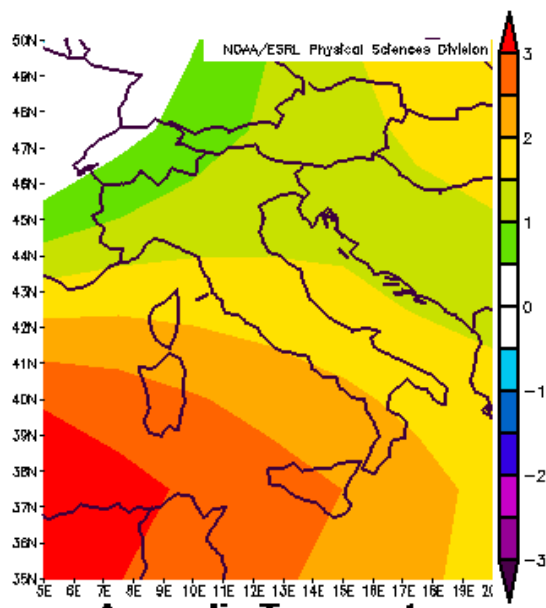 NOAA/ESRL Physical Sciences Division
50N
49N
48N
47N
46N
45N
44N
43N
42N
41N
40N
39N
38N
37N
36N
35N
5E 6E 7E 8E 9E 10E 11E 12E 13E 14E 15E 16E 17E 18E 19E 20
3
2
1
0
-1
-2
-3